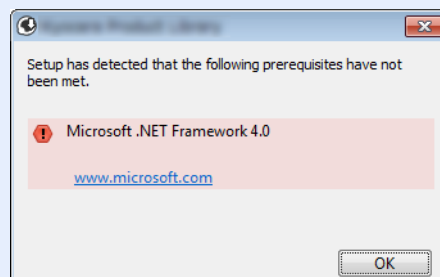 Setup has detected that the following prerequisites have not
been met.
Microsoft .NET Framework 4.0
www.microsoft.com
OK